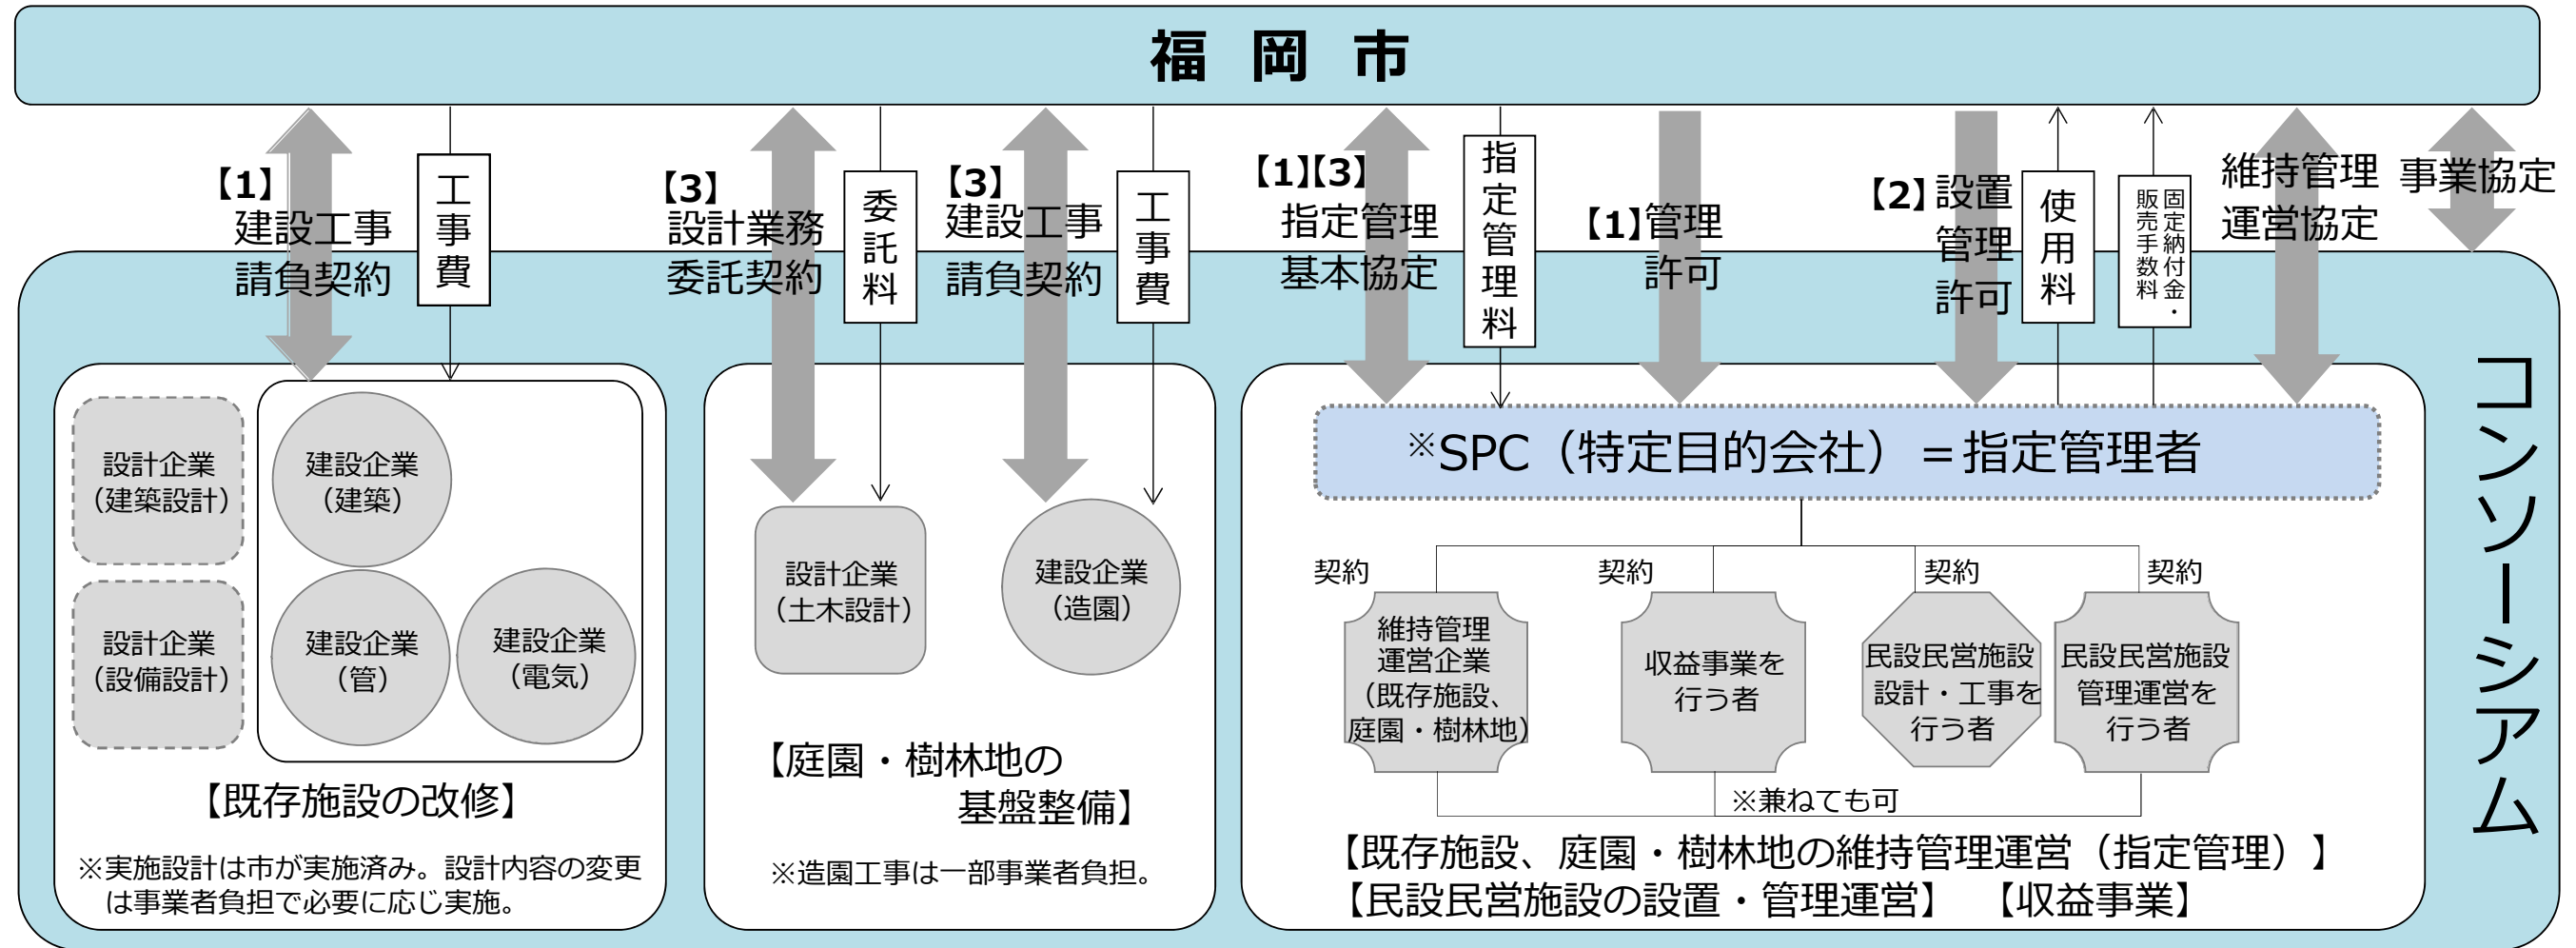 福岡市
【1】
建設工事
請負契約
工事費
【3】
設計業務
委託契約
委託料
【3】
建設工事
請負契約
工事費
【1】【3】
指定管理
基本協定
指定管理料
【1】管理
許可
【2】設置
管理
許可
使用料
固定納付金・
販売手数料
維持管理
運営協定
事業協定
コンソーシアム
設計企業
（建築設計）
建設企業
（建築）
設計企業
（設備設計）
建設企業
（管）
建設企業
（電気）
【既存施設の改修】
※実施設計は市が実施済み。設計内容の変更
は事業者負担で必要に応じ実施。
設計企業
（土木設計）
建設企業
（造園）
【庭園・樹林地の
基盤整備】
※造園工事は一部事業者負担。
※SPC（特定目的会社）＝指定管理者
契約
契約
契約
契約
維持管理
運営企業
（既存施設、
庭園・樹林地）
収益事業を
行う者
民設民営施設
設計・工事を
行う者
民設民営施設
管理運営を
行う者
※兼ねても可
【既存施設、庭園・樹林地の維持管理運営（指定管理）】
【民設民営施設の設置・管理運営】　【収益事業】